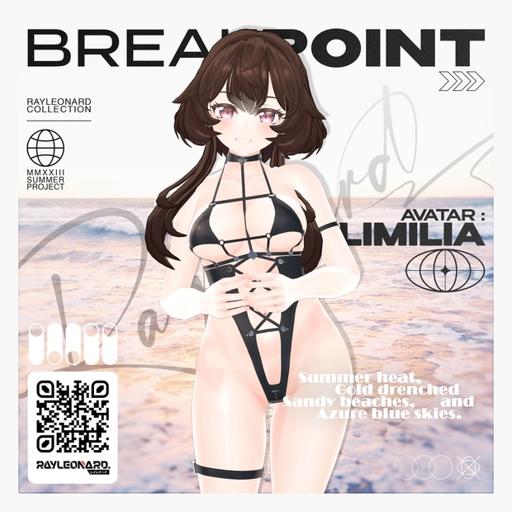 BREAKPOINT
RAYLEONARD
COLLECTION
MMXXIII
SUMMER
PROJECT
AVATAR :
LIMILIA
Summer heat,
Gold drenched
Sandy beaches, and
Azure blue skies.
RAYLEONARD.